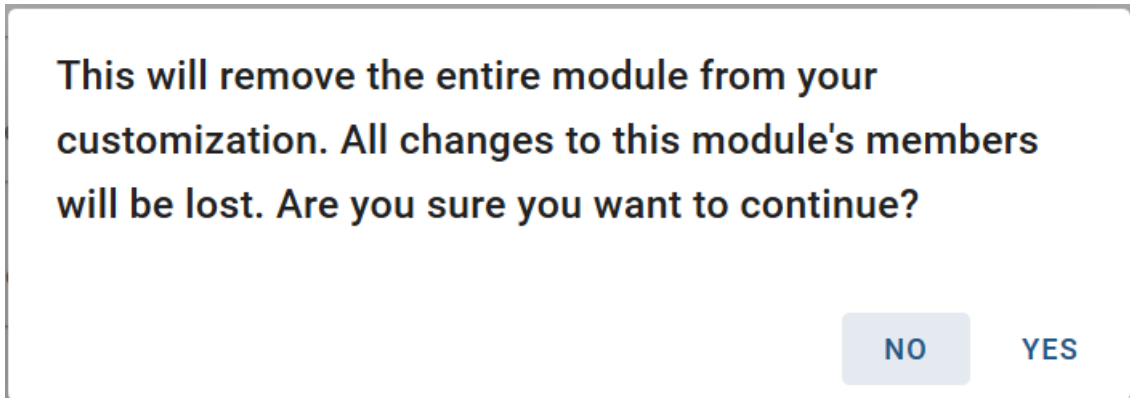 This will remove the entire module from your
customization. All changes to this module's members
will be lost. Are you sure you want to continue?
NO YES